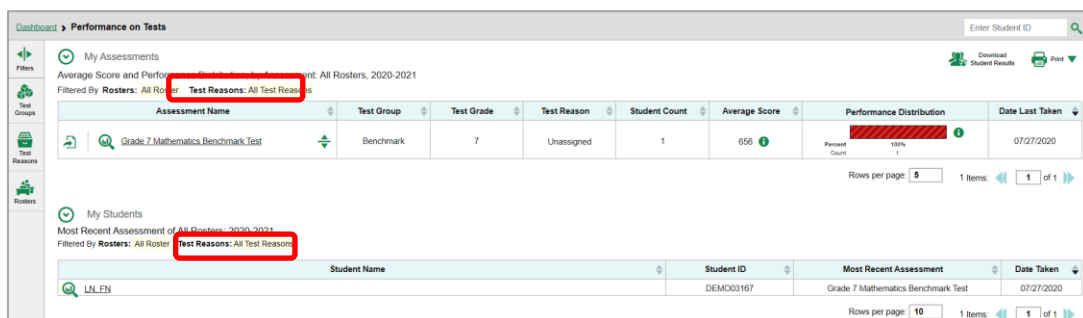 Dashboard > Performance on Tests
Enter Student ID
Filters
Test Groups
Test Reasons
Rosters
My Assessments
Download Student Results
Print
Average Score and Performance Distribution, by Assessment: All Rosters, 2020-2021
Filtered By Rosters: All Roster Test Reasons: All Test Reasons
Assessment Name Test Group Test Grade Test Reason Student Count Average Score Performance Distribution Date Last Taken
Grade 7 Mathematics Benchmark Test Benchmark 7 Unassigned 1 656 Percent 100% Count 1 07/27/2020
Rows per page: 5 1 Items: 1 of 1
My Students
Most Recent Assessment of All Rosters: 2020-2021
Filtered By Rosters: All Roster Test Reasons: All Test Reasons
Student Name Student ID Most Recent Assessment Date Taken
LN, FN DEMO03167 Grade 7 Mathematics Benchmark Test 07/27/2020
Rows per page: 10 1 Items: 1 of 1